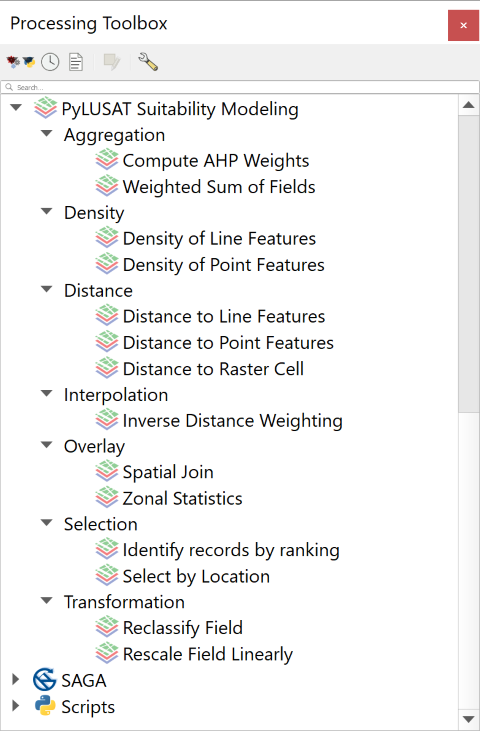 Processing Toolbox
Search...
PyLUSAT Suitability Modeling
Aggregation
Compute AHP Weights
Weighted Sum of Fields
Density
Density of Line Features
Density of Point Features
Distance
Distance to Line Features
Distance to Point Features
Distance to Raster Cell
Interpolation
Inverse Distance Weighting
Overlay
Spatial Join
Zonal Statistics
Selection
Identify records by ranking
Select by Location
Transformation
Reclassify Field
Rescale Field Linearly
SAGA
Scripts